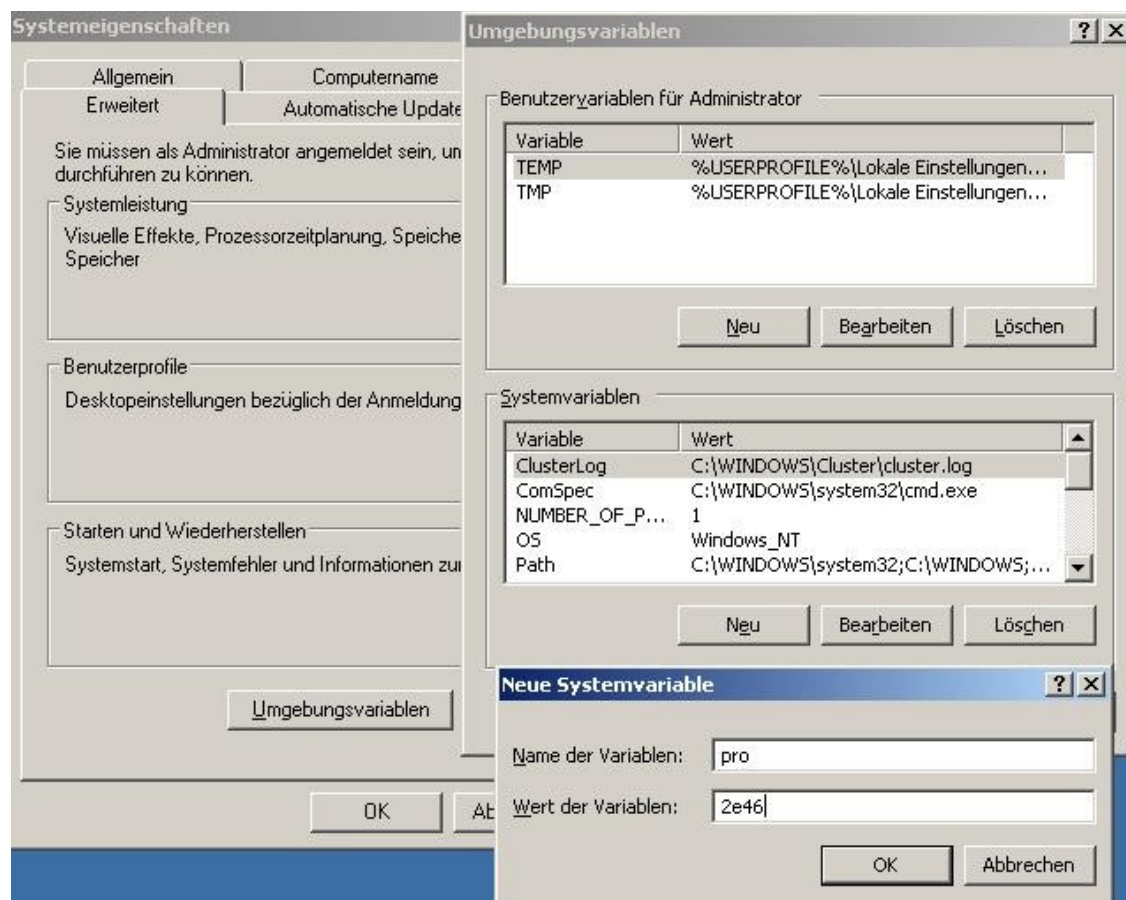 Systemeigenschaften
Allgemein
Computername
Erweitert
Automatische Update
Sie müssen als Administrator angemeldet sein, un
durchführen zu können.
Systemleistung
Visuelle Effekte, Prozessorzeitplanung, Speiche
Speicher
Benutzerprofile
Desktopeinstellungen bezüglich der Anmeldung
Starten und Wiederherstellen
Systemstart, Systemfehler und Informationen zur
Umgebungsvariablen
OK
Ab
Umgebungsvariablen
Benutzervariablen für Administrator
Variable Wert
TEMP %USERPROFILE%\Lokale Einstellungen...
TMP %USERPROFILE%\Lokale Einstellungen...
Neu Bearbeiten Löschen
Systemvariablen
Variable Wert
ClusterLog C:\WINDOWS\Cluster\cluster.log
ComSpec C:\WINDOWS\system32\cmd.exe
NUMBER_OF_P... 1
OS Windows_NT
Path C:\WINDOWS\system32;C:\WINDOWS;...
Neu Bearbeiten Löschen
Neue Systemvariable
Name der Variablen: pro
Wert der Variablen: 2e46
OK Abbrechen